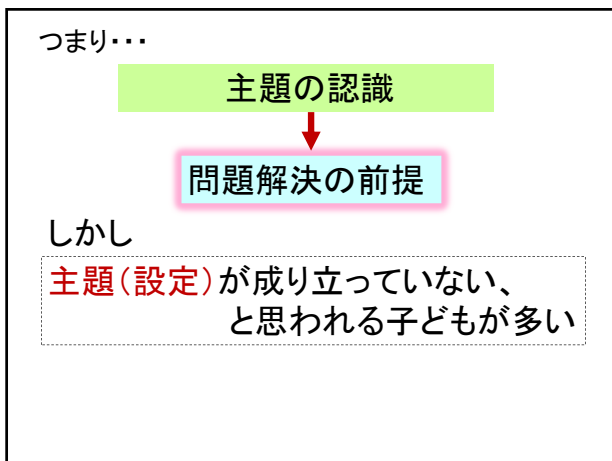 つまり・・・
主題の認識
問題解決の前提
しかし
主題(設定)が成り立っていない、
と思われる子どもが多い